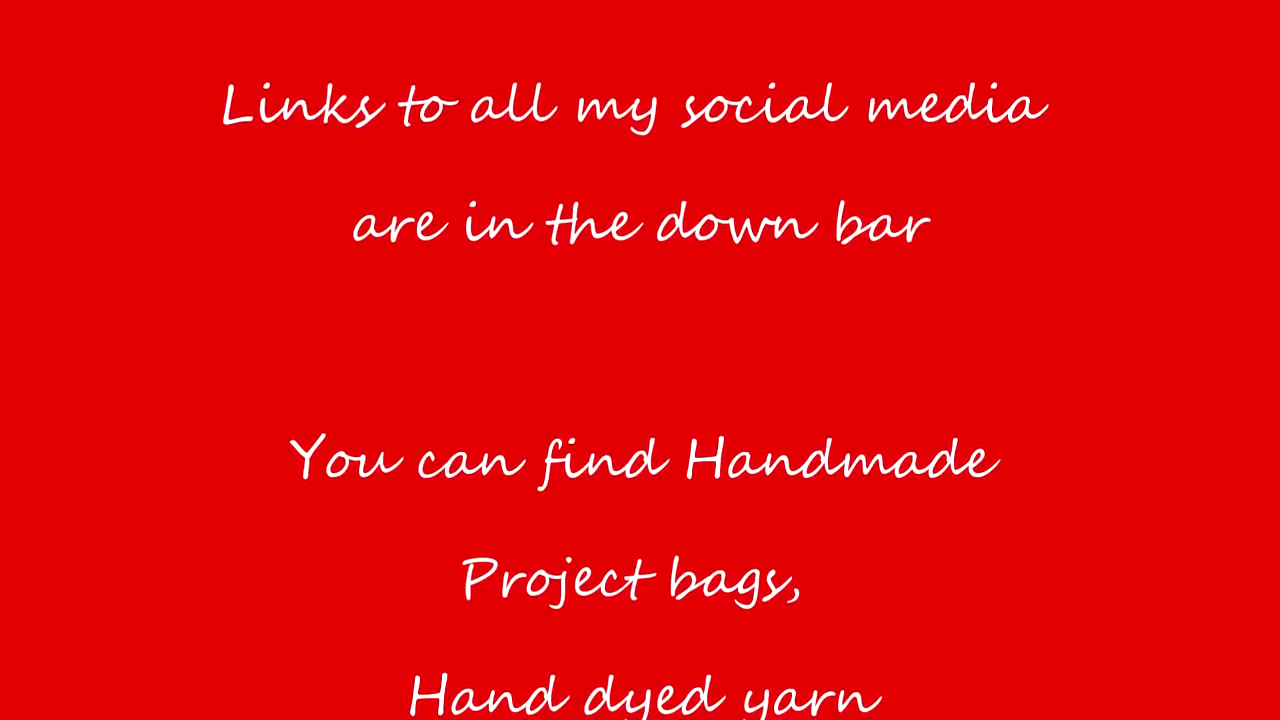 Links to all my social media
are in the down bar
You can find Handmade
Project bags,
Hand dyed yarn